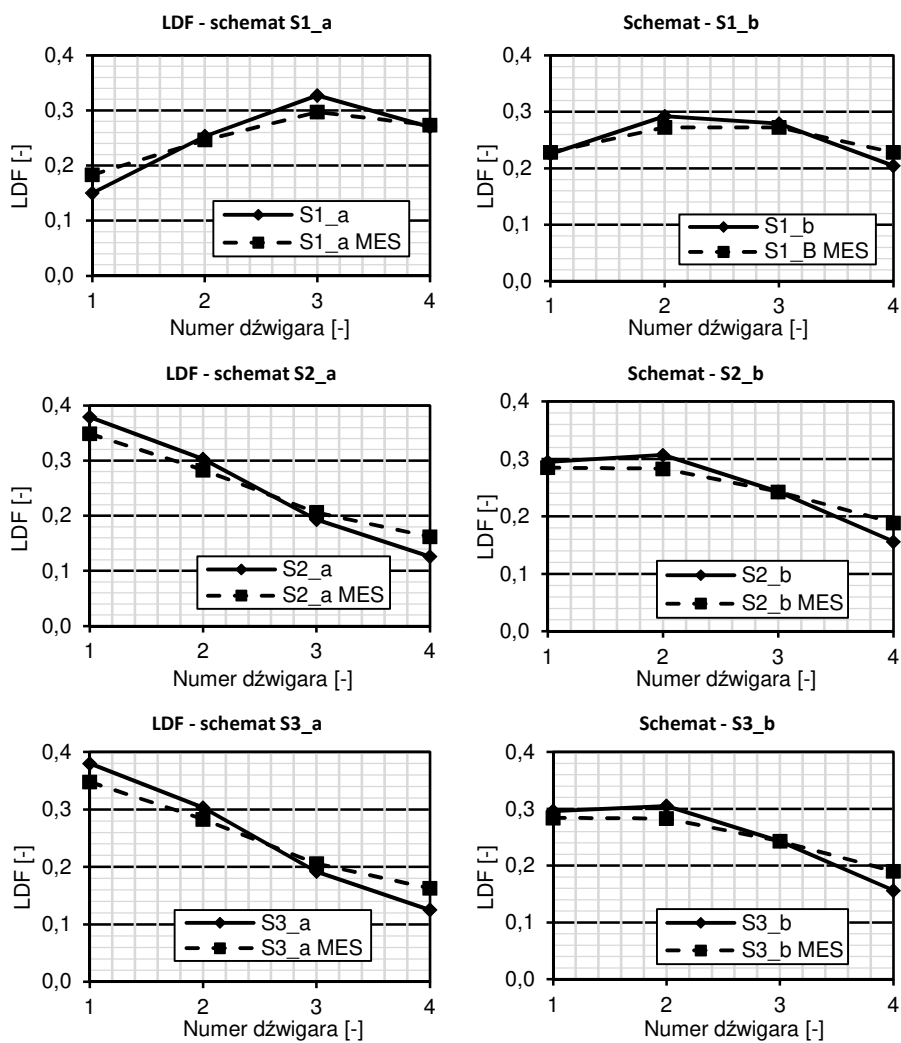 LDF - schemat S1_a
0,4
0,3
0,2
0,1
0,0
LDF [-]
S1_a
S1_a MES
1 2 3 4
Numer dźwigara [-]
Schemat - S1_b
0,4
0,3
0,2
0,1
0,0
LDF [-]
S1_b
S1_B MES
1 2 3 4
Numer dźwigara [-]
LDF - schemat S2_a
0,4
0,3
0,2
0,1
0,0
LDF [-]
S2_a
S2_a MES
1 2 3 4
Numer dźwigara [-]
Schemat - S2_b
0,4
0,3
0,2
0,1
0,0
LDF [-]
S2_b
S2_b MES
1 2 3 4
Numer dźwigara [-]
LDF - schemat S3_a
0,4
0,3
0,2
0,1
0,0
LDF [-]
S3_a
S3_a MES
1 2 3 4
Numer dźwigara [-]
Schemat - S3_b
0,4
0,3
0,2
0,1
0,0
LDF [-]
S3_b
S3_b MES
1 2 3 4
Numer dźwigara [-]